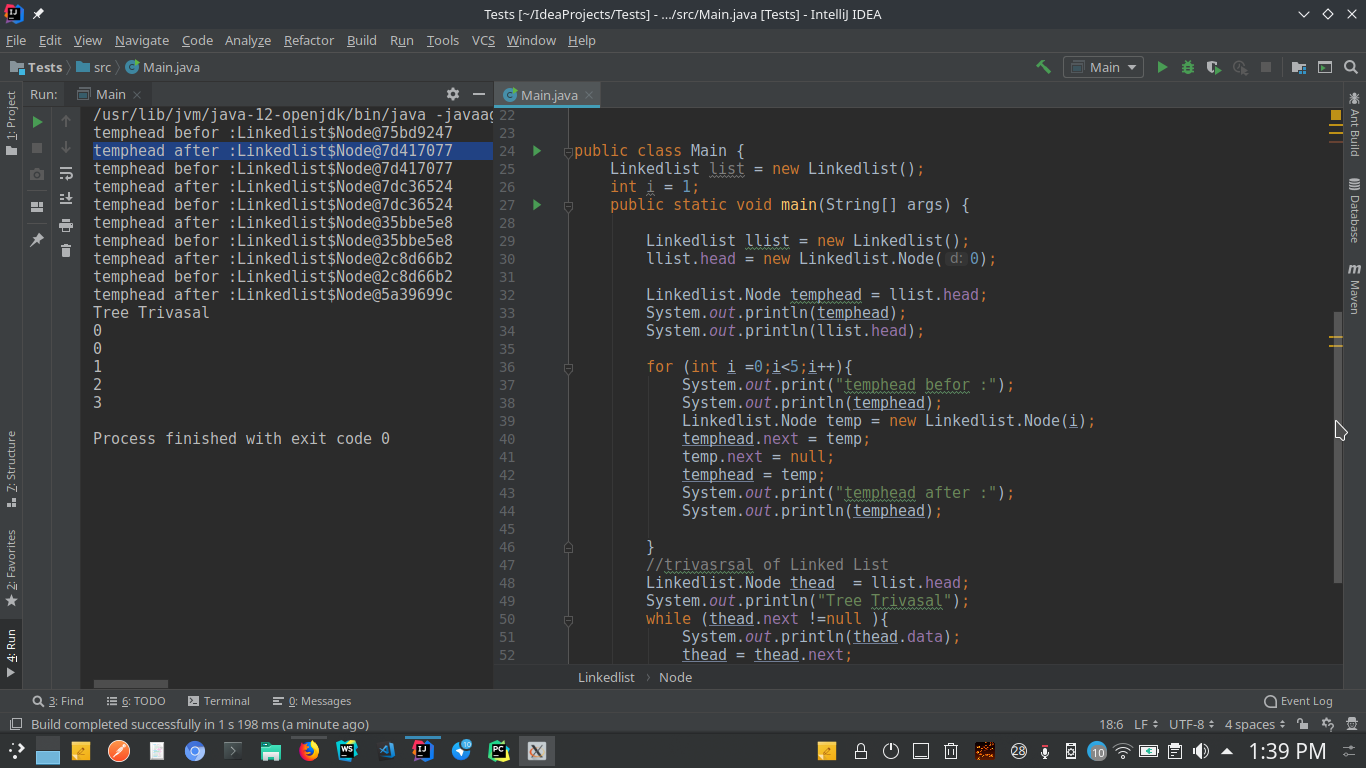 Tests [~/IdeaProjects/Tests] - .../src/Main.java [Tests] - IntelliJ IDEA
File Edit View Navigate Code Analyze Refactor Build Run Tools VCS Window Help
Tests src Main.java Main
Run: Main
/usr/lib/jvm/java-12-openjdk/bin/java -javaag
temphead befor :Linkedlist$Node@75bd9247
temphead after :Linkedlist$Node@7d417077
temphead befor :Linkedlist$Node@7d417077
temphead after :Linkedlist$Node@7dc36524
temphead befor :Linkedlist$Node@7dc36524
temphead after :Linkedlist$Node@35bbe5e8
temphead befor :Linkedlist$Node@35bbe5e8
temphead after :Linkedlist$Node@2c8d66b2
temphead befor :Linkedlist$Node@2c8d66b2
temphead after :Linkedlist$Node@5a39699c
Tree Trivasal
0
0
1
2
3
Process finished with exit code 0
Main.java
22
23
24 public class Main {
25 Linkedlist list = new Linkedlist();
26 int i = 1;
27 public static void main(String[] args) {
28
29 Linkedlist llist = new Linkedlist();
30 llist.head = new Linkedlist.Node( d: 0);
31
32 Linkedlist.Node temphead = llist.head;
33 System.out.println(temphead);
34 System.out.println(llist.head);
35
36 for (int i =0;i<5;i++){
37 System.out.print("temphead befor :");
38 System.out.println(temphead);
39 Linkedlist.Node temp = new Linkedlist.Node(i);
40 temphead.next = temp;
41 temp.next = null;
42 temphead = temp;
43 System.out.print("temphead after :");
44 System.out.println(temphead);
45
46 }
47 //trivasrsal of Linked List
48 Linkedlist.Node thead = llist.head;
49 System.out.println("Tree Trivasal");
50 while (thead.next !=null ){
51 System.out.println(thead.data);
52 thead = thead.next;
Linkedlist Node
1: Project
7: Structure
2: Favorites
4: Run
Ant Build
Database
Maven
3: Find 6: TODO Terminal 0: Messages Event Log
Build completed successfully in 1 s 198 ms (a minute ago) 18:6 LF UTF-8 4 spaces
WS IJ 10 PC X 28 10 1:39 PM